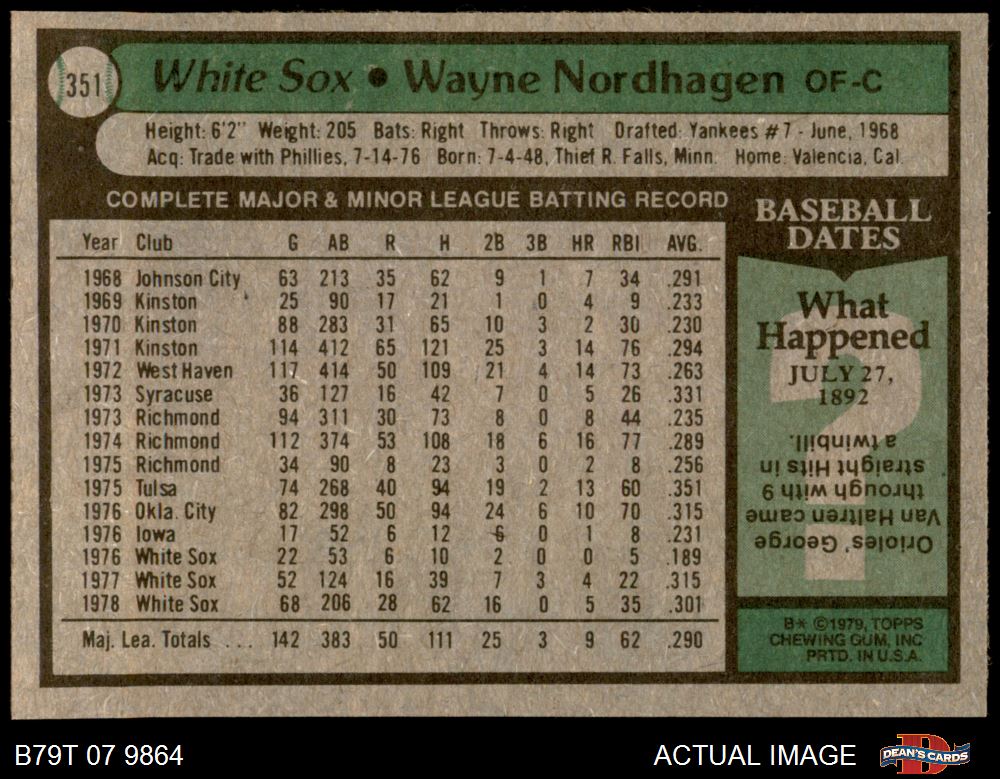 351 White Sox • Wayne Nordhagen OF-C
Height: 6'2" Weight: 205 Bats: Right Throws: Right Drafted: Yankees #7 - June, 1968
Acq: Trade with Phillies, 7-14-76 Born: 7-4-48, Thief R. Falls, Minn. Home: Valencia, Cal.
COMPLETE MAJOR & MINOR LEAGUE BATTING RECORD
Year Club G AB R H 2B 3B HR RBI AVG.
1968 Johnson City 63 213 35 62 9 1 7 34 .291
1969 Kinston 25 90 17 21 1 0 4 9 .233
1970 Kinston 88 283 31 65 10 3 2 30 .230
1971 Kinston 114 412 65 121 25 3 14 76 .294
1972 West Haven 117 414 50 109 21 4 14 73 .263
1973 Syracuse 36 127 16 42 7 0 5 26 .331
1973 Richmond 94 311 30 73 8 0 8 44 .235
1974 Richmond 112 374 53 108 18 6 16 77 .289
1975 Richmond 34 90 8 23 3 0 2 8 .256
1975 Tulsa 74 268 40 94 19 2 13 60 .351
1976 Okla. City 82 298 50 94 24 6 10 70 .315
1976 Iowa 17 52 6 12 6 0 1 8 .231
1976 White Sox 22 53 6 10 2 0 0 5 .189
1977 White Sox 52 124 16 39 7 3 4 22 .315
1978 White Sox 68 206 28 62 16 0 5 35 .301
Maj. Lea. Totals . . . 142 383 50 111 25 3 9 62 .290
BASEBALL
DATES
What
Happened
JULY 27,
1892
?
Orioles' George
Van Haltren came
through with 9
straight Hits in
a twinbill.
B* ©1979, TOPPS
CHEWING GUM, INC
PRTD. IN U.S.A.
B79T 07 9864
ACTUAL IMAGE
D
DEAN'S CARDS